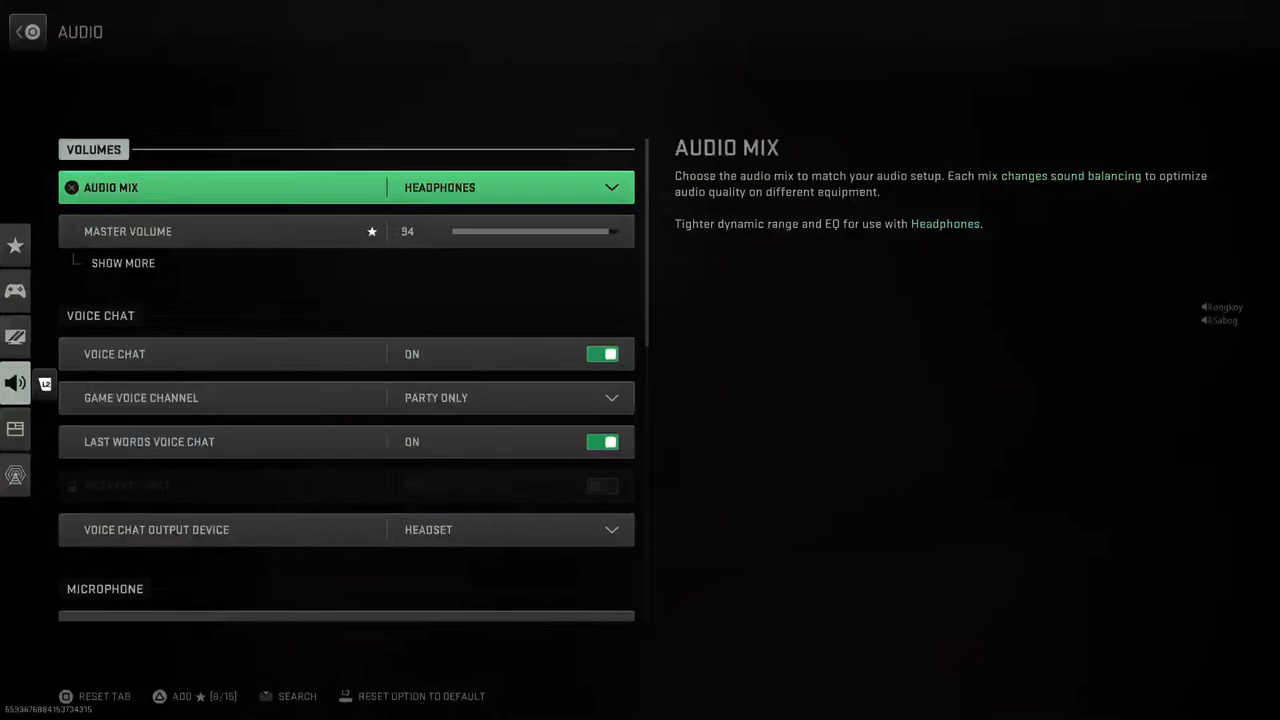 AUDIO
VOLUMES
AUDIO MIX HEADPHONES
MASTER VOLUME 94
SHOW MORE
VOICE CHAT
VOICE CHAT ON
GAME VOICE CHANNEL PARTY ONLY
LAST WORDS VOICE CHAT ON
VOICE CHAT OUTPUT DEVICE HEADSET
MICROPHONE
L2
AUDIO MIX
Choose the audio mix to match your audio setup. Each mix changes sound balancing to optimize
audio quality on different equipment.
Tighter dynamic range and EQ for use with Headphones.
ongkoy
Sabog
RESET TAB ADD ★ [6/15] SEARCH RESET OPTION TO DEFAULT